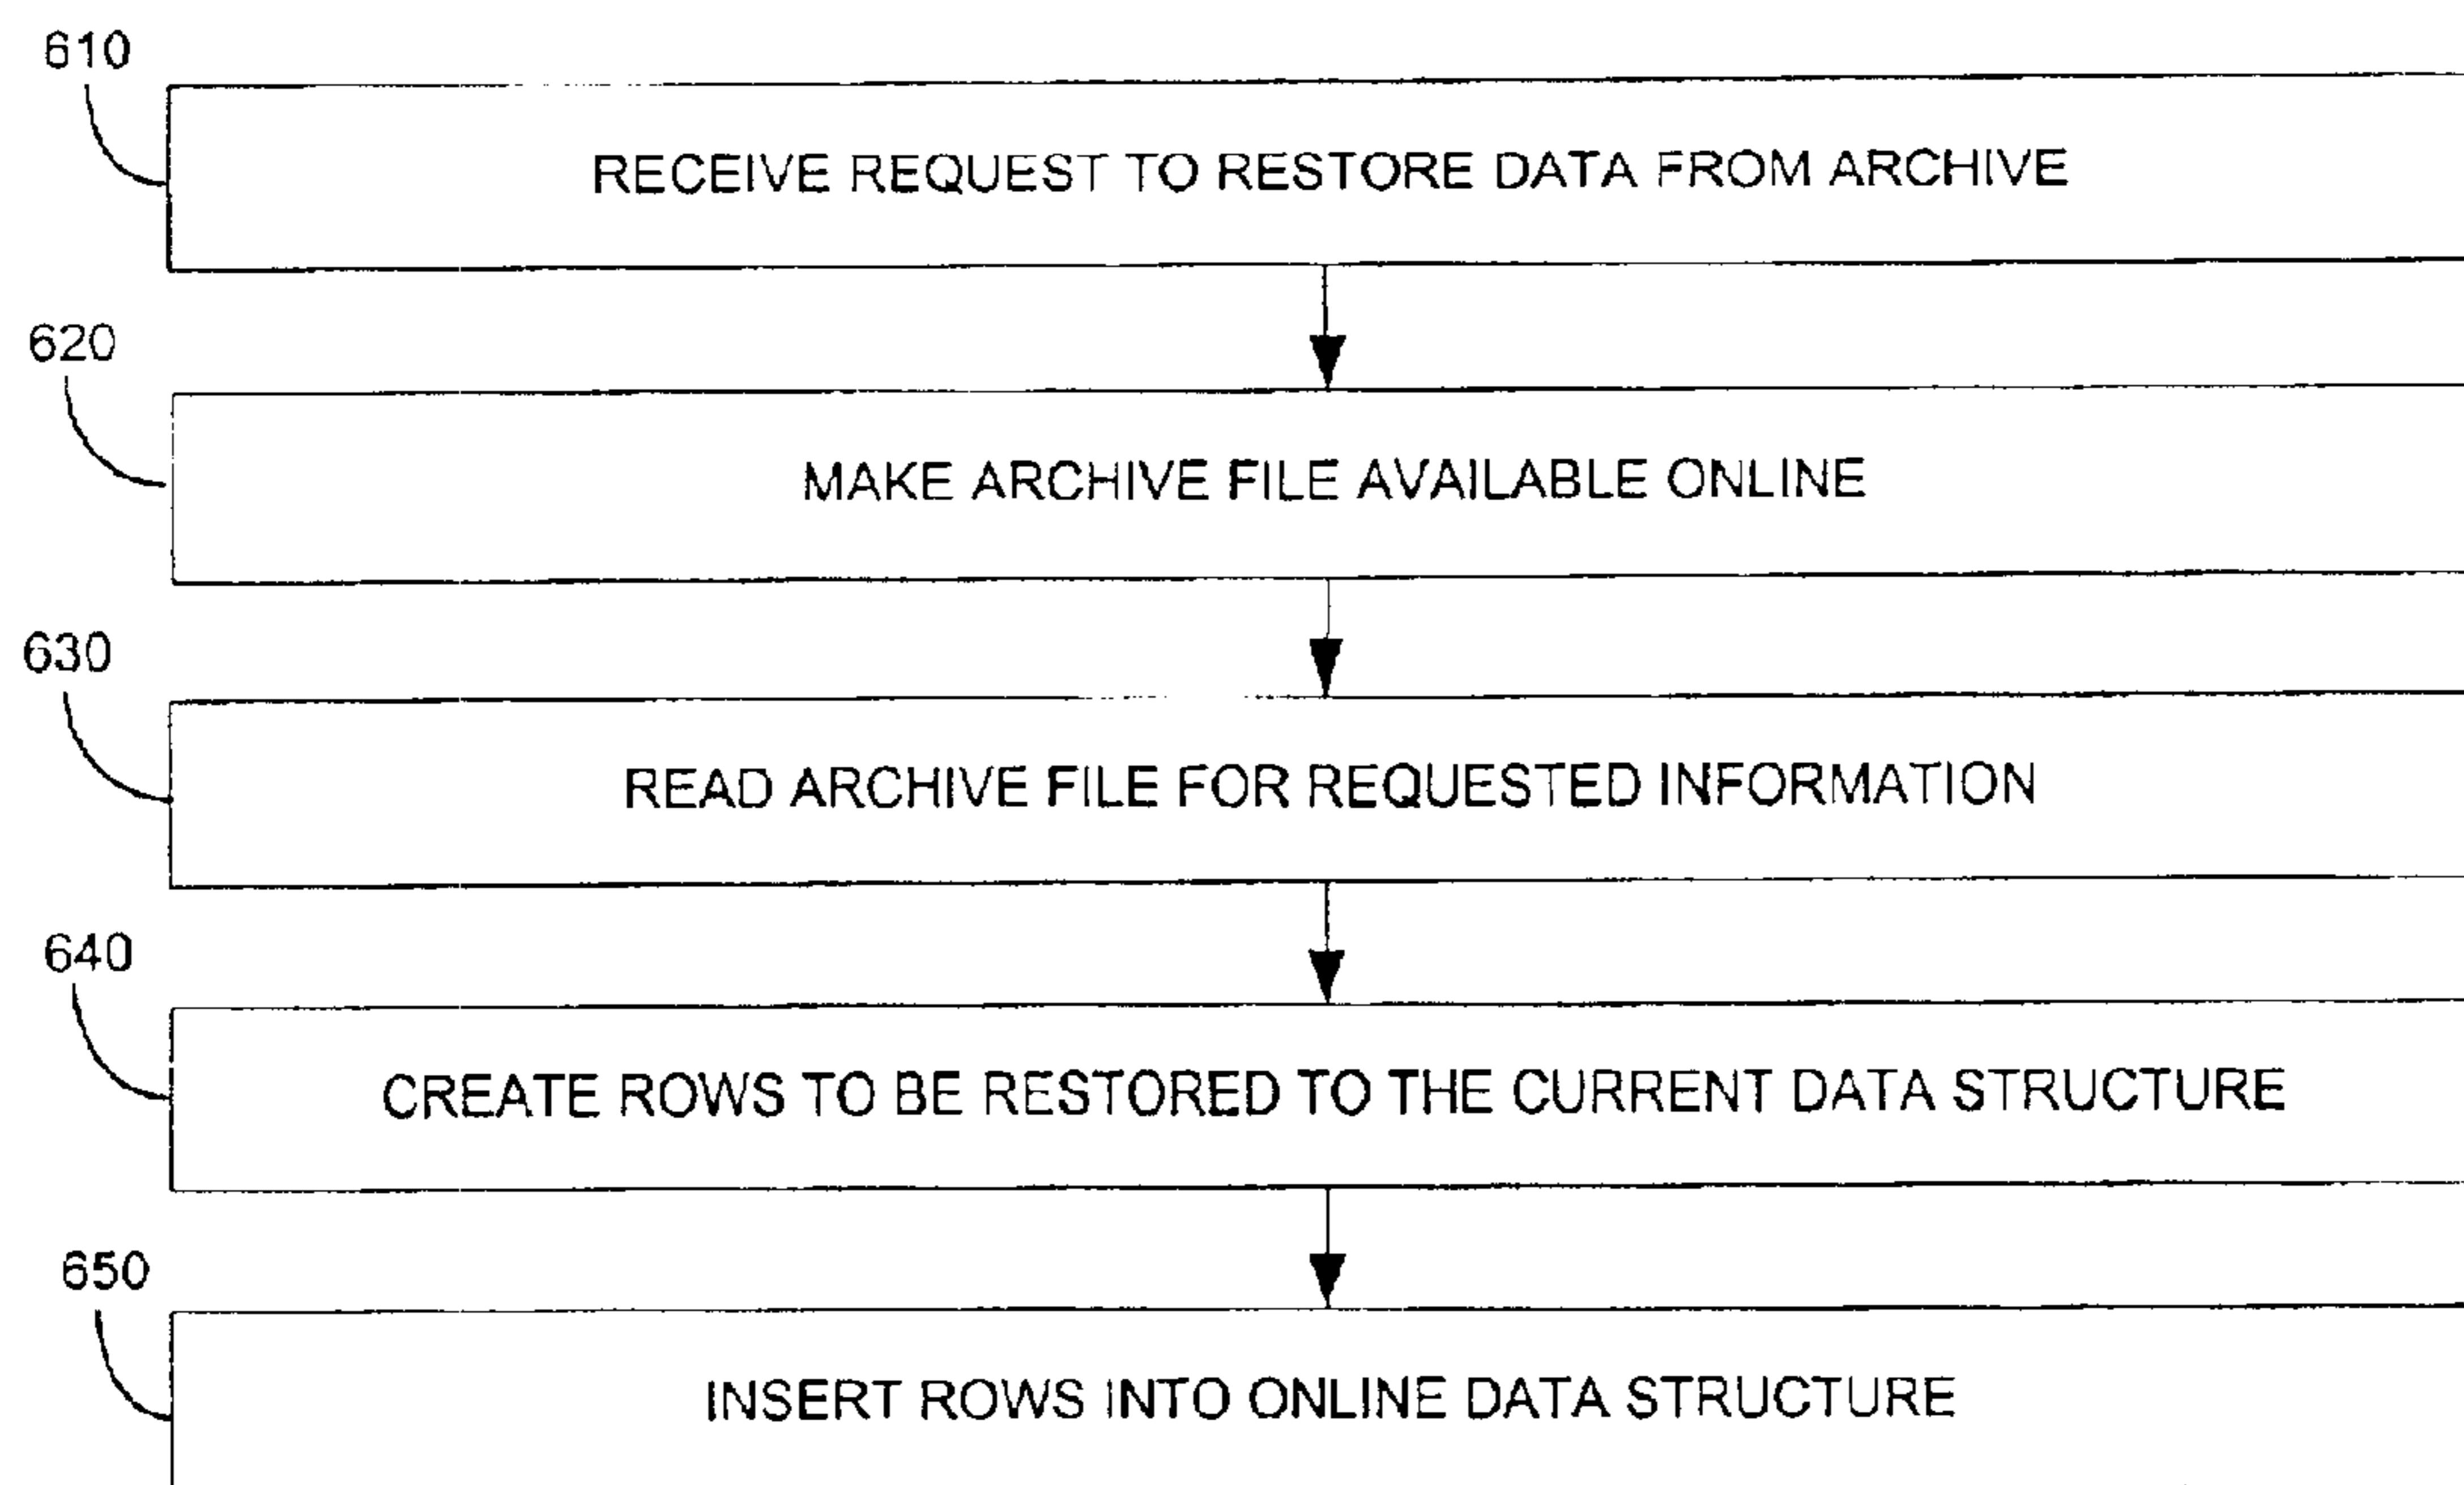 610
RECEIVE REQUEST TO RESTORE DATA FROM ARCHIVE
620
MAKE ARCHIVE FILE AVAILABLE ONLINE
630
READ ARCHIVE FILE FOR REQUESTED INFORMATION
640
CREATE ROWS TO BE RESTORED TO THE CURRENT DATA STRUCTURE
650
INSERT ROWS INTO ONLINE DATA STRUCTURE